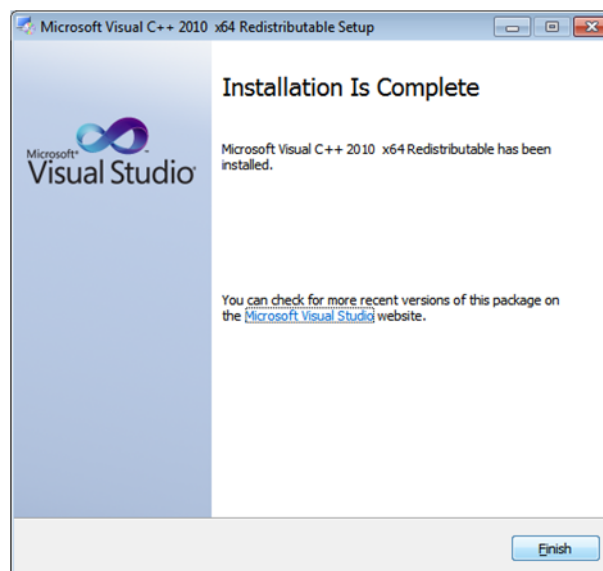 Microsoft Visual C++ 2010  x64 Redistributable Setup
Installation Is Complete
Microsoft Visual C++ 2010  x64 Redistributable has been
installed.
Microsoft®
Visual Studio®
You can check for more recent versions of this package on
the Microsoft Visual Studio website.
Finish